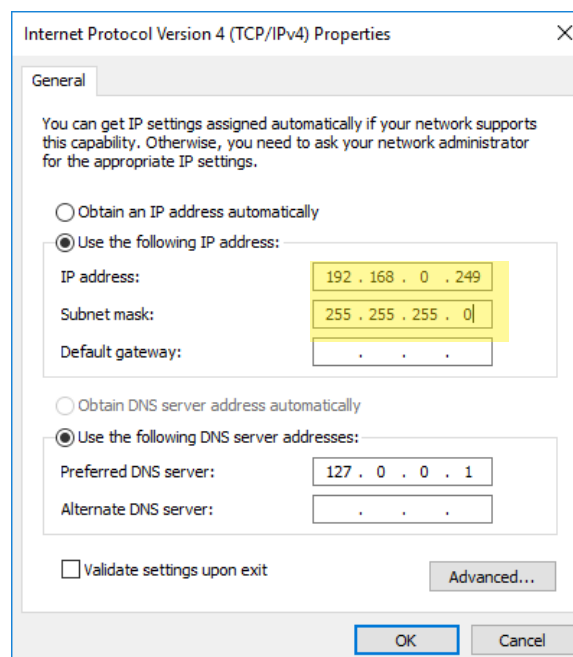 Internet Protocol Version 4 (TCP/IPv4) Properties
General
You can get IP settings assigned automatically if your network supports
this capability. Otherwise, you need to ask your network administrator
for the appropriate IP settings.
Obtain an IP address automatically
Use the following IP address:
IP address: 192 . 168 . 0 . 249
Subnet mask: 255 . 255 . 255 . 0
Default gateway: . . .
Obtain DNS server address automatically
Use the following DNS server addresses:
Preferred DNS server: 127 . 0 . 0 . 1
Alternate DNS server: . . .
Validate settings upon exit
Advanced...
OK Cancel